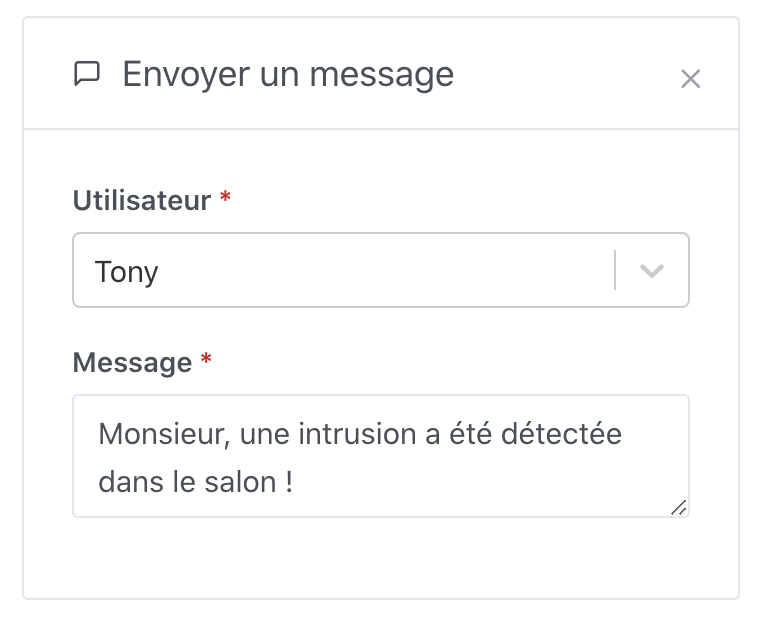 Envoyer un message
Utilisateur *
Tony
Message *
Monsieur, une intrusion a été détectée
dans le salon !